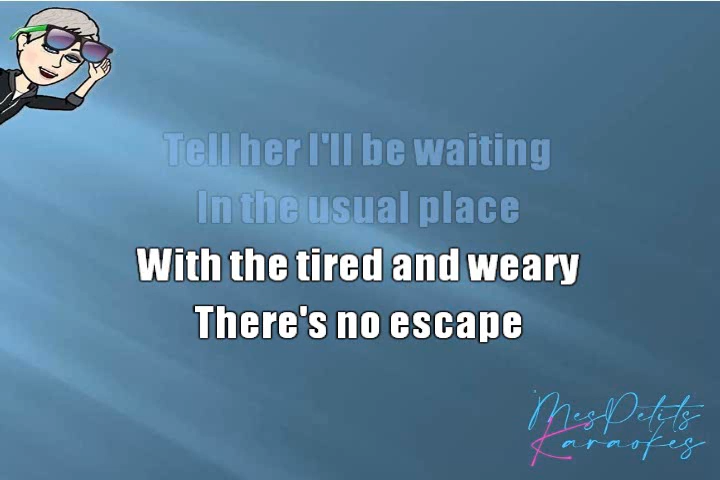 Tell her I'll be waiting
In the usual place
With the tired and weary
There's no escape
MesPetits
Karaokes